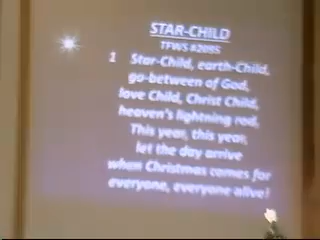 STAR-CHILD
TFWS #2095
1 Star-Child, earth-Child,
go-between of God,
love Child, Christ Child,
heaven's lightning rod,
This year, this year,
let the day arrive
when Christmas comes for
everyone, everyone alive!